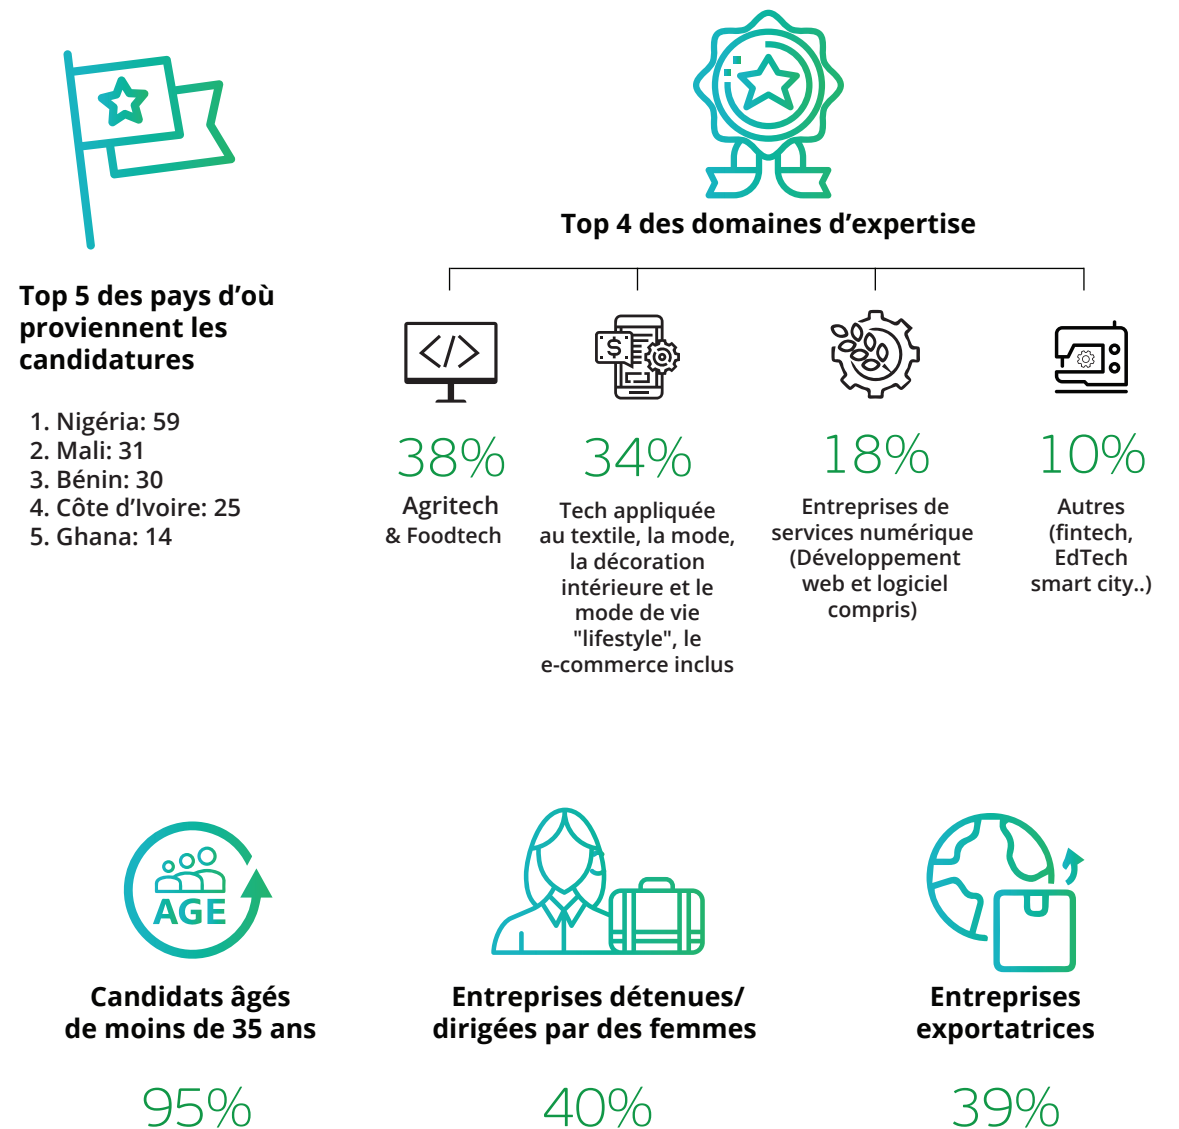 Top 5 des pays d’où
proviennent les
candidatures
1. Nigéria: 59
2. Mali: 31
3. Bénin: 30
4. Côte d’Ivoire: 25
5. Ghana: 14
Top 4 des domaines d’expertise
</>
$
38%
Agritech
& Foodtech
34%
Tech appliquée
au textile, la mode,
la décoration
intérieure et le
mode de vie
"lifestyle", le
e-commerce inclus
18%
Entreprises de
services numérique
(Développement
web et logiciel
compris)
10%
Autres
(fintech,
EdTech
smart city..)
AGE
Candidats âgés
de moins de 35 ans
95%
Entreprises détenues/
dirigées par des femmes
40%
Entreprises
exportatrices
39%